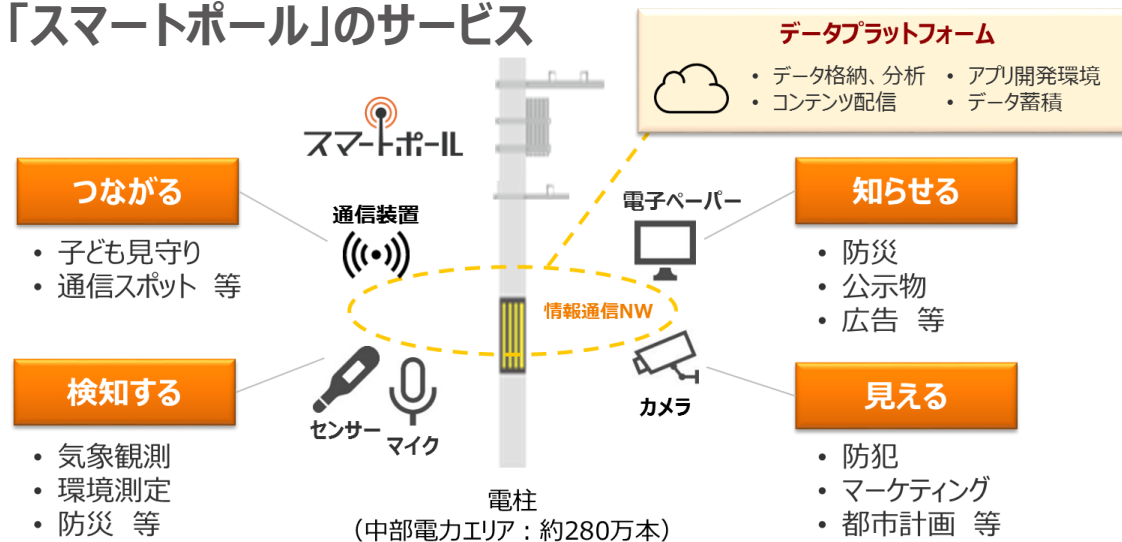 「スマートポール」のサービス
データプラットフォーム
• データ格納、分析
• コンテンツ配信
• アプリ開発環境
• データ蓄積
スマートポール
つながる
• 子ども見守り
• 通信スポット 等
通信装置
電子ペーパー
知らせる
• 防災
• 公示物
• 広告 等
情報通信NW
検知する
• 気象観測
• 環境測定
• 防災 等
センサー
マイク
カメラ
見える
• 防犯
• マーケティング
• 都市計画 等
電柱
（中部電力エリア：約280万本）